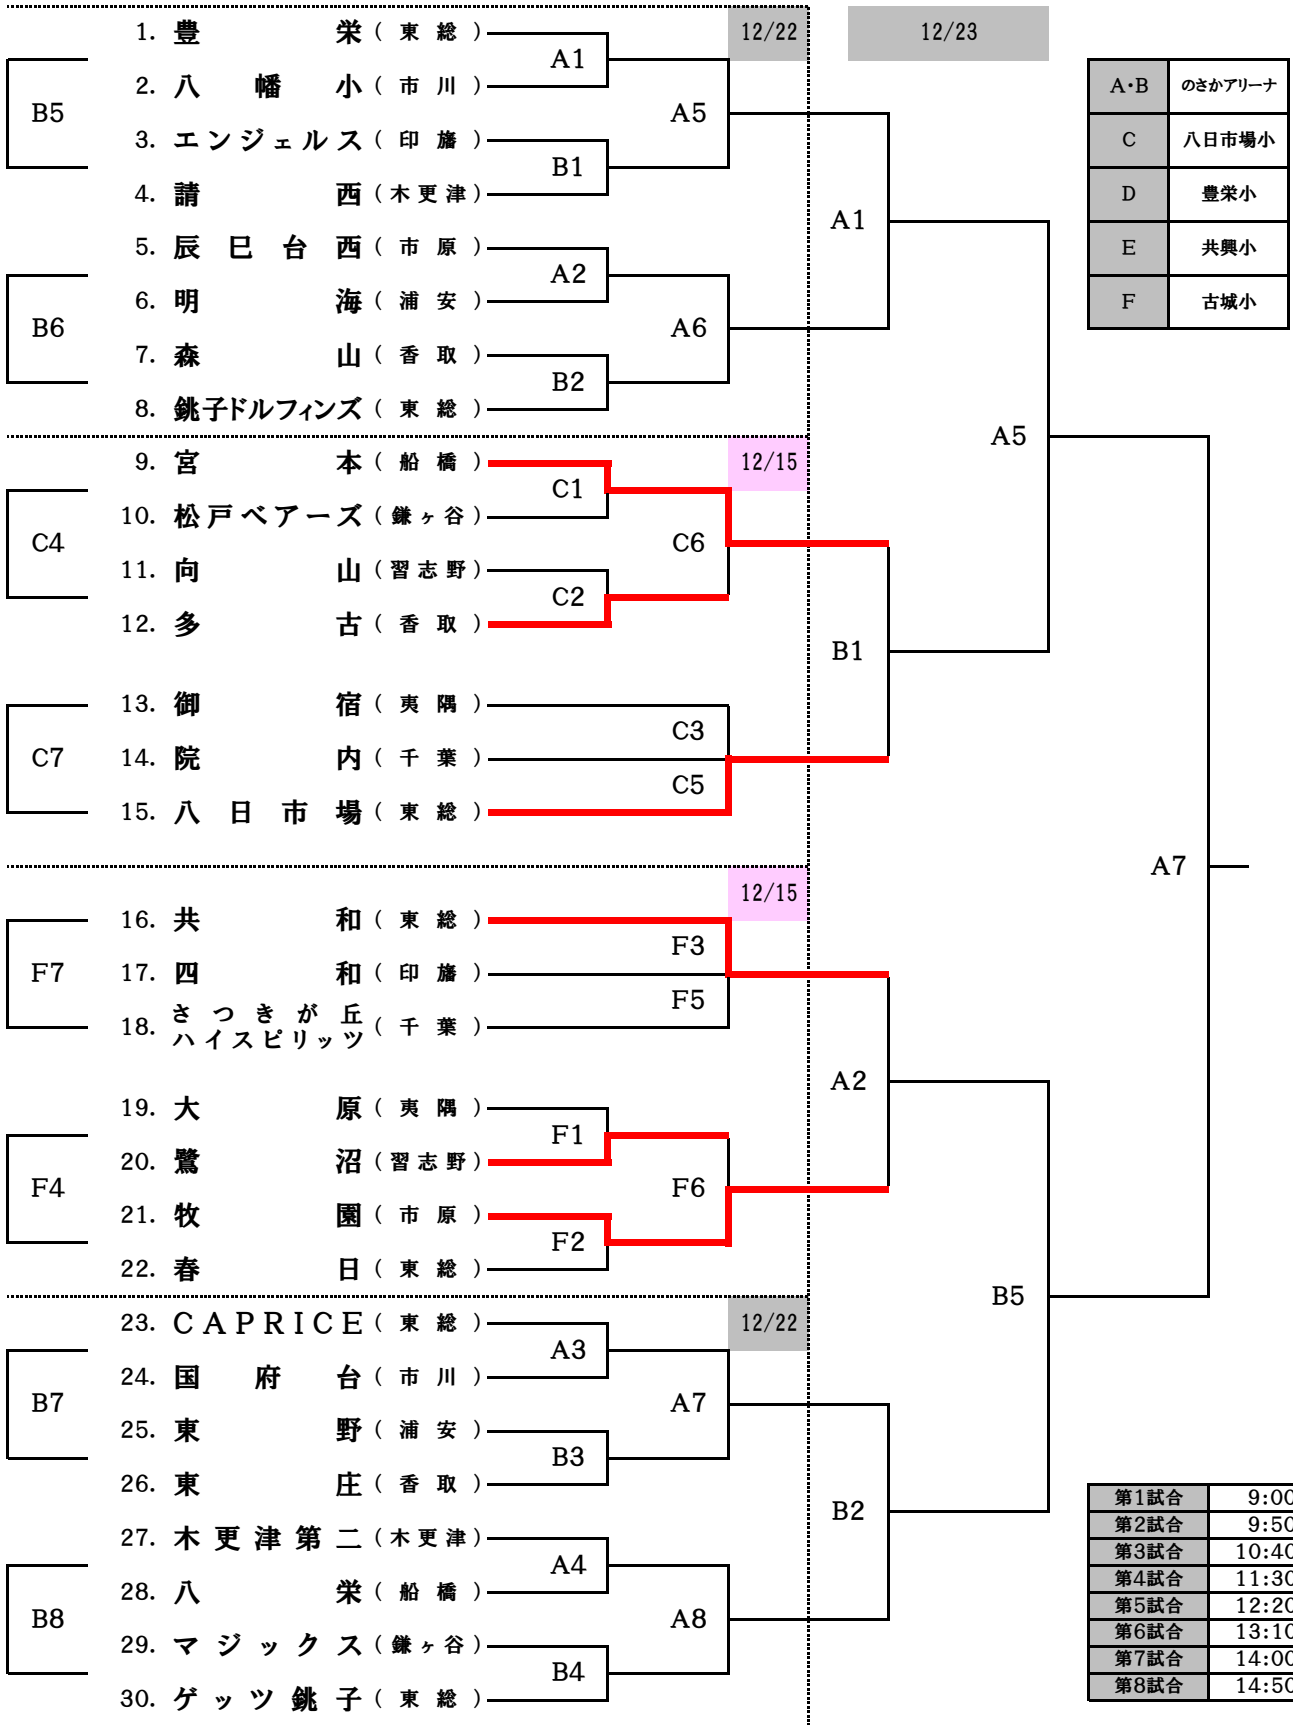 12/22
12/23
1. 豊栄 (東総)
A1
2. 八幡小 (市川)
B5
A5
3. エンジェルス (印旛)
B1
4. 請西 (木更津)
A1
5. 辰巳台西 (市原)
A2
6. 明海 (浦安)
B6
A6
7. 森山 (香取)
B2
8. 銚子ドルフィンズ (東総)
A5
A・B のさかアリーナ
C 八日市場小
D 豊栄小
E 共興小
F 古城小
12/15
9. 宮本 (船橋)
C1
10. 松戸ベアーズ (鎌ヶ谷)
C4
C6
11. 向山 (習志野)
C2
12. 多古 (香取)
B1
13. 御宿 (夷隅)
C3
C7
14. 院内 (千葉)
C5
15. 八日市場 (東総)
A7
12/15
16. 共和 (東総)
F3
F7
17. 四和 (印旛)
F5
18. さつきが丘
ハイスピリッツ (千葉)
A2
19. 大原 (夷隅)
F1
20. 鷺沼 (習志野)
F4
F6
21. 牧園 (市原)
F2
22. 春日 (東総)
B5
12/22
23. CAPRICE (東総)
A3
24. 国府台 (市川)
B7
A7
25. 東野 (浦安)
B3
26. 東庄 (香取)
B2
27. 木更津第二 (木更津)
A4
28. 八栄 (船橋)
B8
A8
29. マジックス (鎌ヶ谷)
B4
30. ゲッツ銚子 (東総)
第1試合 9:00
第2試合 9:50
第3試合 10:40
第4試合 11:30
第5試合 12:20
第6試合 13:10
第7試合 14:00
第8試合 14:50